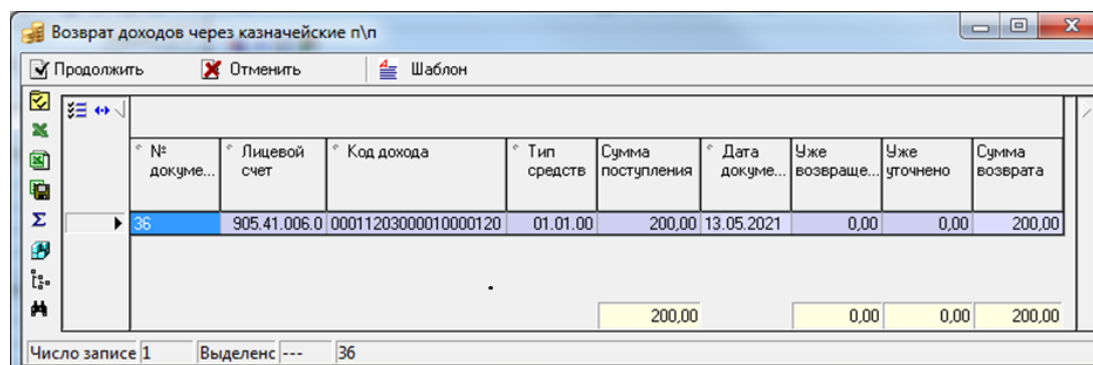 Возврат доходов через казначейские п\п
Продолжить Отменить Шаблон
№ докуме... Лицевой счет Код дохода Тип средств Сумма поступления Дата докуме... Уже возвраще... Уже уточнено Сумма возврата
36 905.41.006.0 00011203000010000120 01.01.00 200,00 13.05.2021 0,00 0,00 200,00
200,00 0,00 0,00 200,00
Число записе 1 Выделенс --- 36